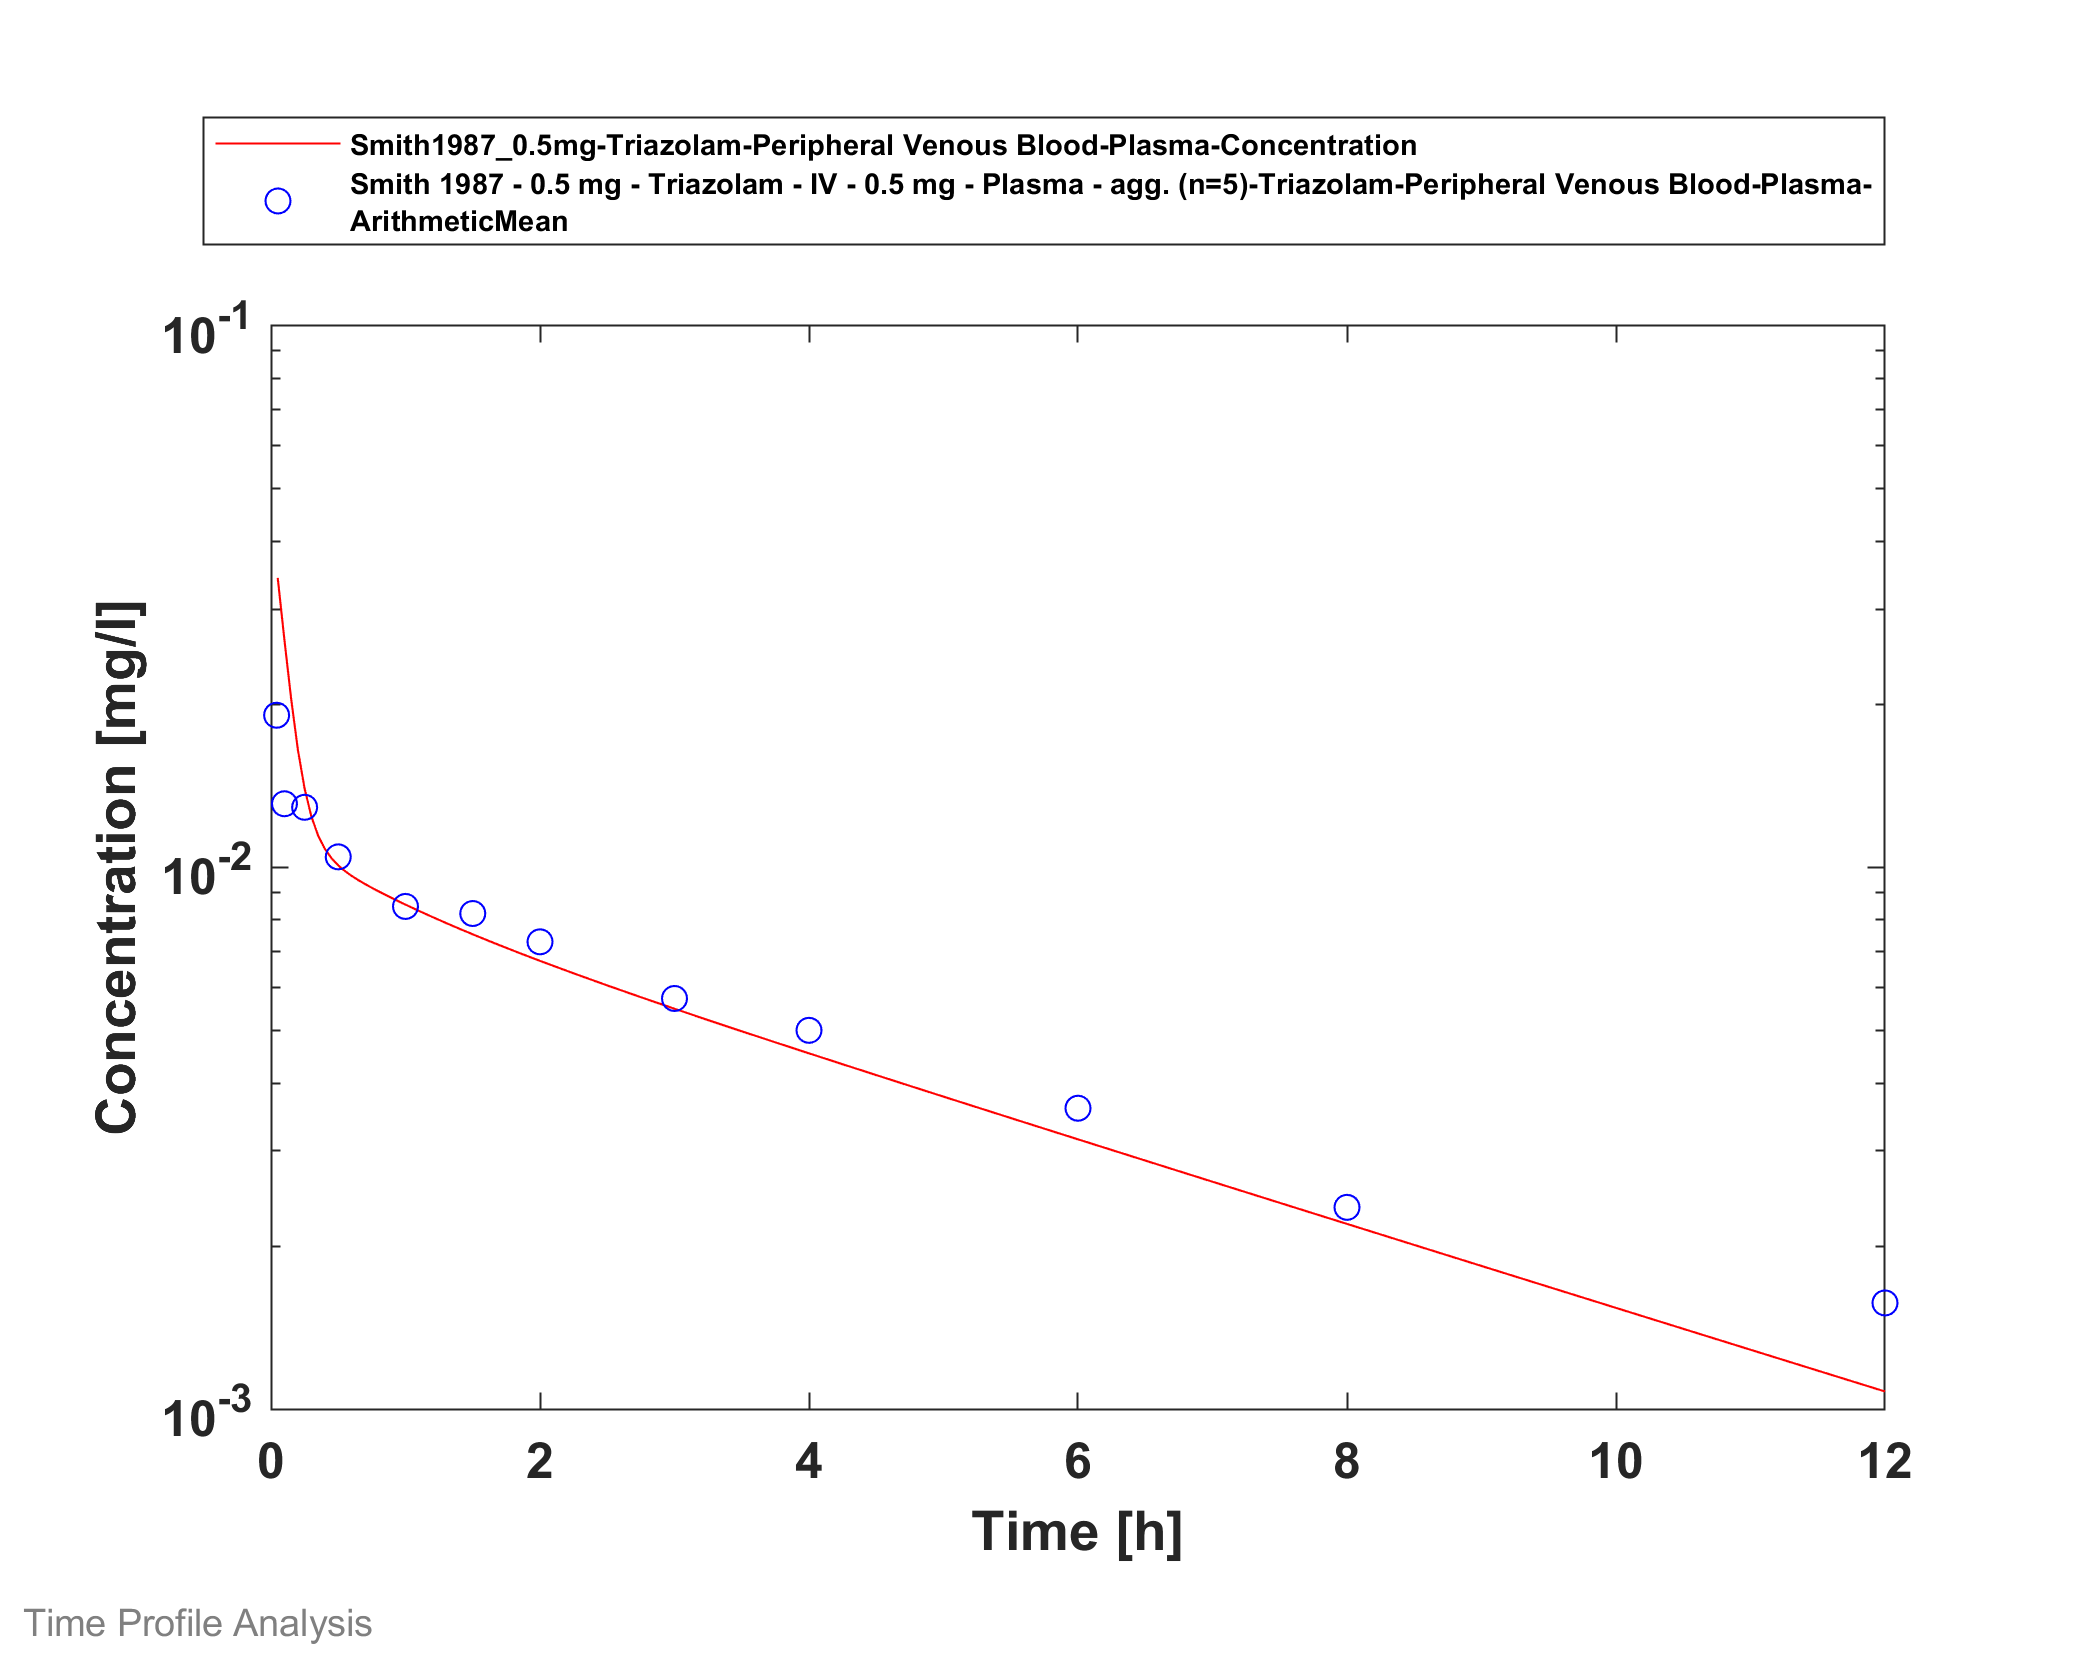 Smith1987_0.5mg-Triazolam-Peripheral Venous Blood-Plasma-Concentration
Smith 1987 - 0.5 mg - Triazolam - IV - 0.5 mg - Plasma - agg. (n=5)-Triazolam-Peripheral Venous Blood-Plasma-
ArithmeticMean
10^-1
10^-2
10^-3
Concentration [mg/l]
0 2 4 6 8 10 12
Time [h]
Time Profile Analysis